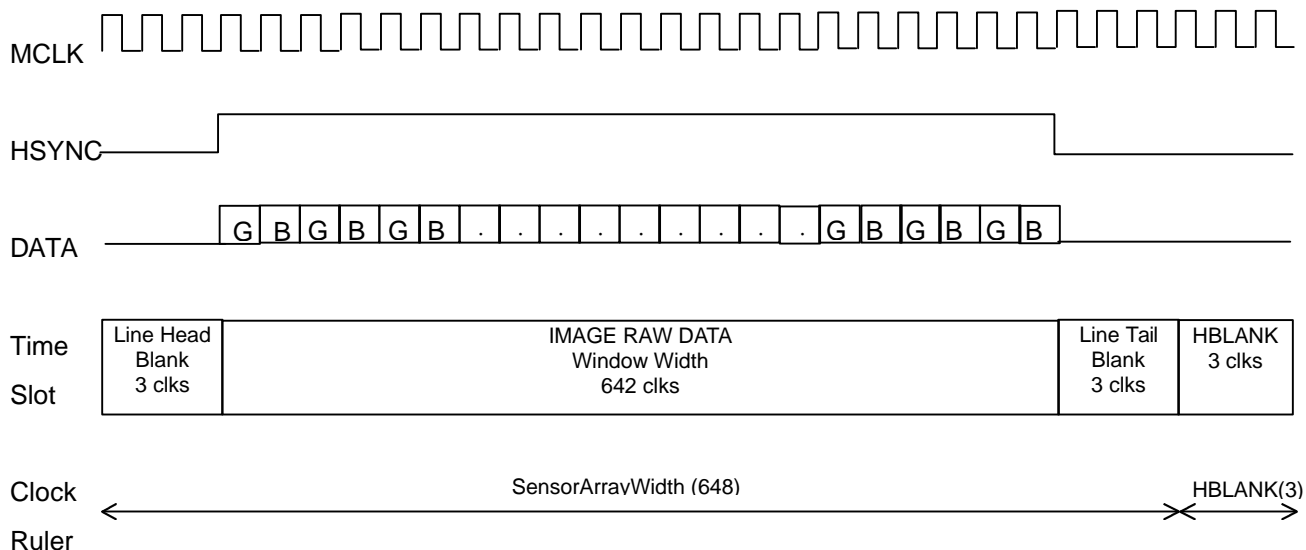 MCLK
HSYNC
DATA
G B G B G B . . . . . . . . . G B G B G B
Time
Slot
Line Head
Blank
3 clks
IMAGE RAW DATA
Window Width
642 clks
Line Tail
Blank
3 clks
HBLANK
3 clks
Clock
Ruler
SensorArrayWidth (648)
HBLANK(3)